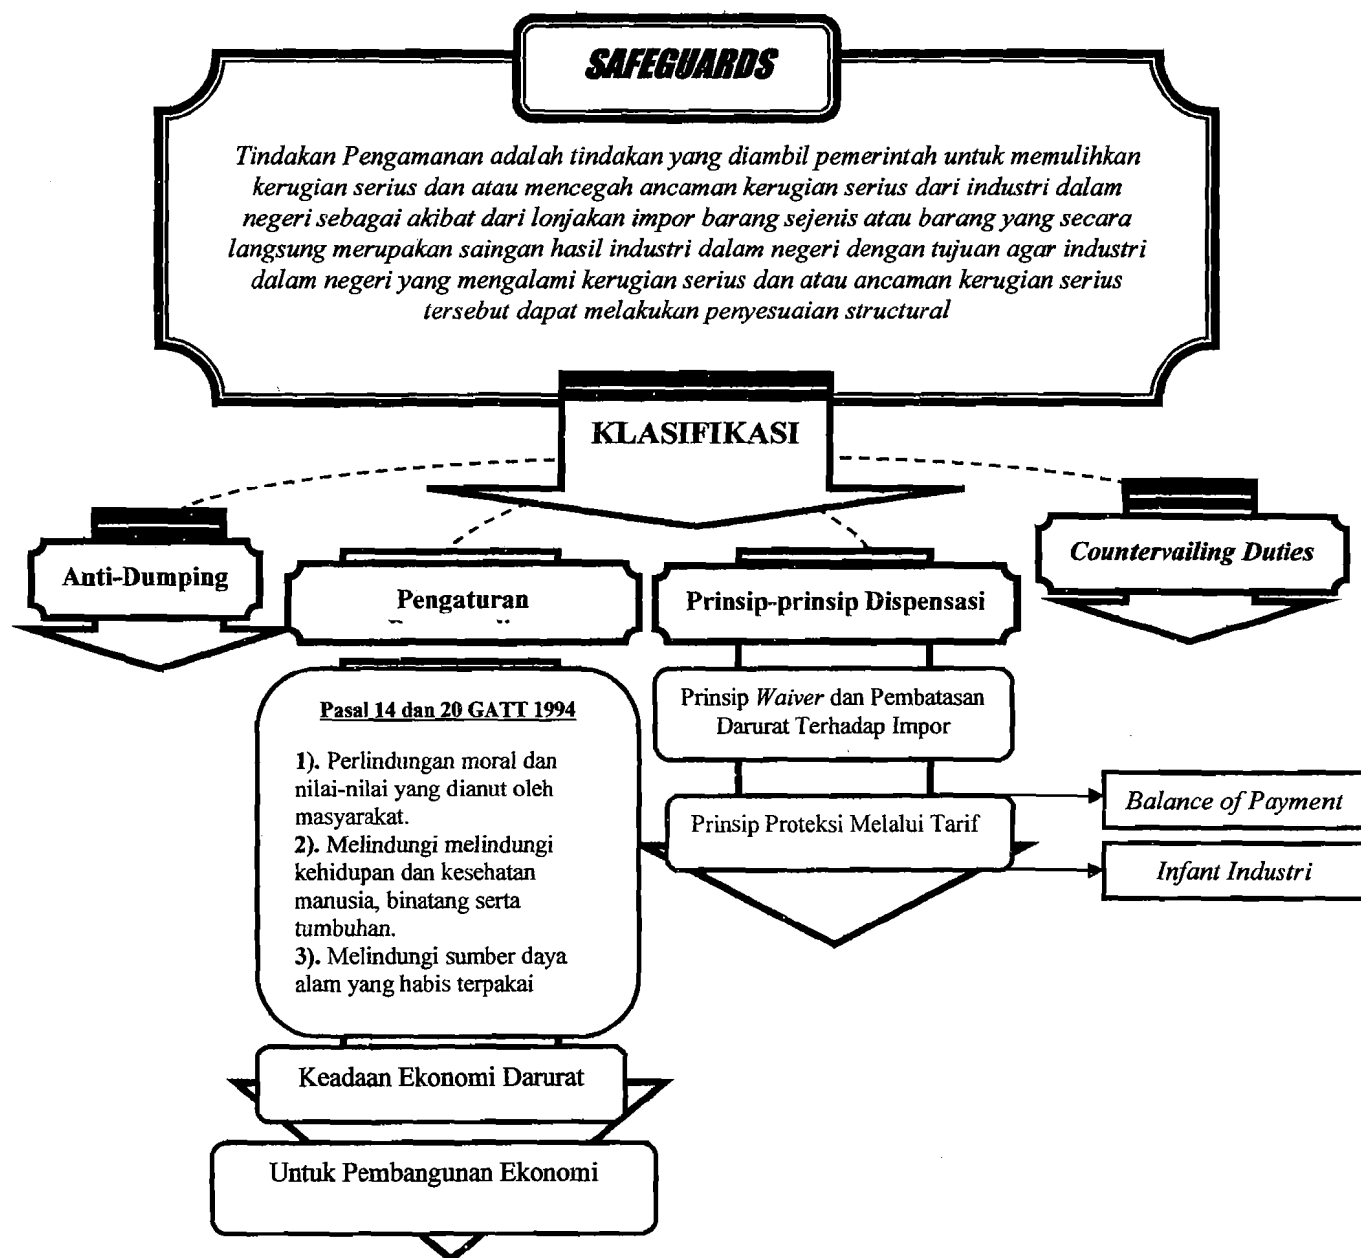 SAFEGUARDS
Tindakan Pengamanan adalah tindakan yang diambil pemerintah untuk memulihkan
kerugian serius dan atau mencegah ancaman kerugian serius dari industri dalam
negeri sebagai akibat dari lonjakan impor barang sejenis atau barang yang secara
langsung merupakan saingan hasil industri dalam negeri dengan tujuan agar industri
dalam negeri yang mengalami kerugian serius dan atau ancaman kerugian serius
tersebut dapat melakukan penyesuaian structural
KLASIFIKASI
Anti-Dumping
Pengaturan
Prinsip-prinsip Dispensasi
Countervailing Duties
Pasal 14 dan 20 GATT 1994
1). Perlindungan moral dan
nilai-nilai yang dianut oleh
masyarakat.
2). Melindungi melindungi
kehidupan dan kesehatan
manusia, binatang serta
tumbuhan.
3). Melindungi sumber daya
alam yang habis terpakai
Keadaan Ekonomi Darurat
Untuk Pembangunan Ekonomi
Prinsip Waiver dan Pembatasan
Darurat Terhadap Impor
Prinsip Proteksi Melalui Tarif
Balance of Payment
Infant Industri